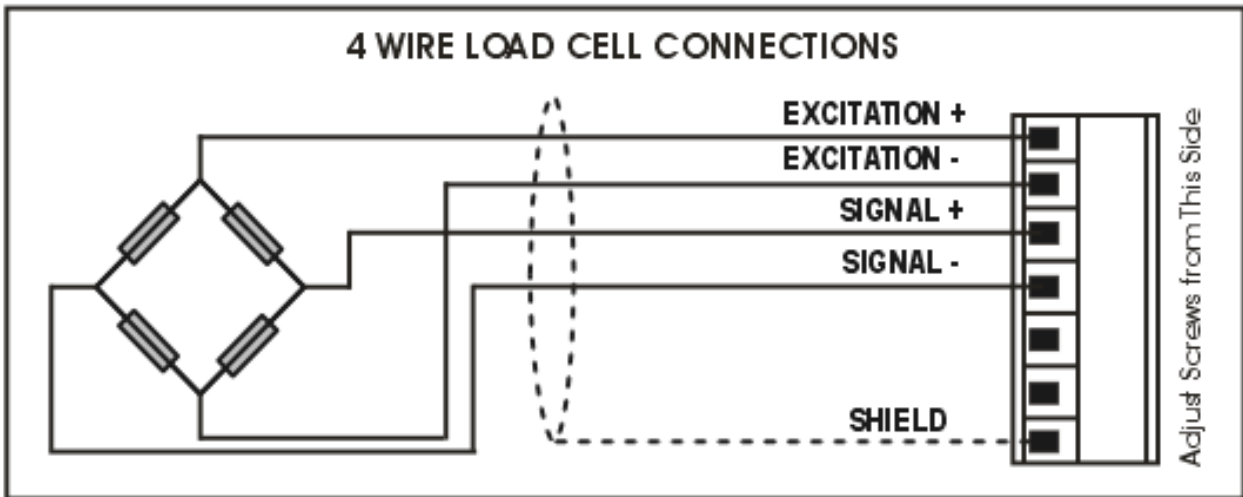 4 WIRE LOAD CELL CONNECTIONS
EXCITATION +
EXCITATION -
SIGNAL +
SIGNAL -
SHIELD
Adjust Screws from This Side